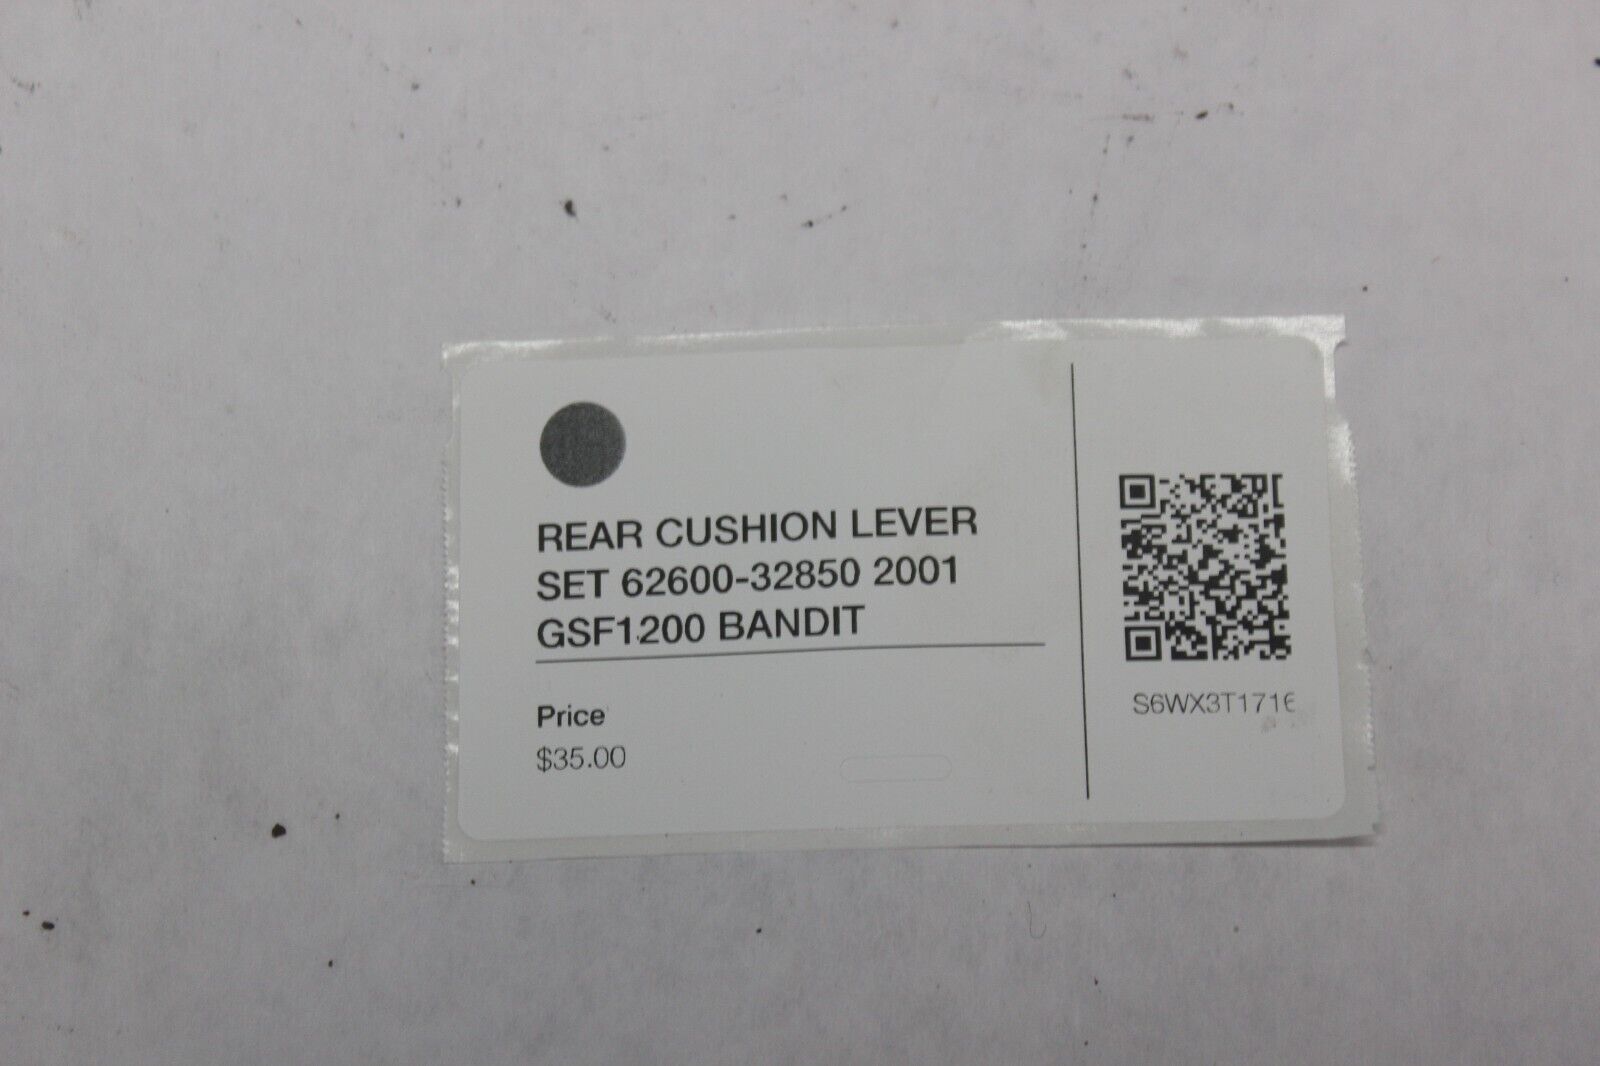 REAR CUSHION LEVER
SET 62600-32850 2001
GSF1200 BANDIT
Price
$35.00
S6WX3T1716